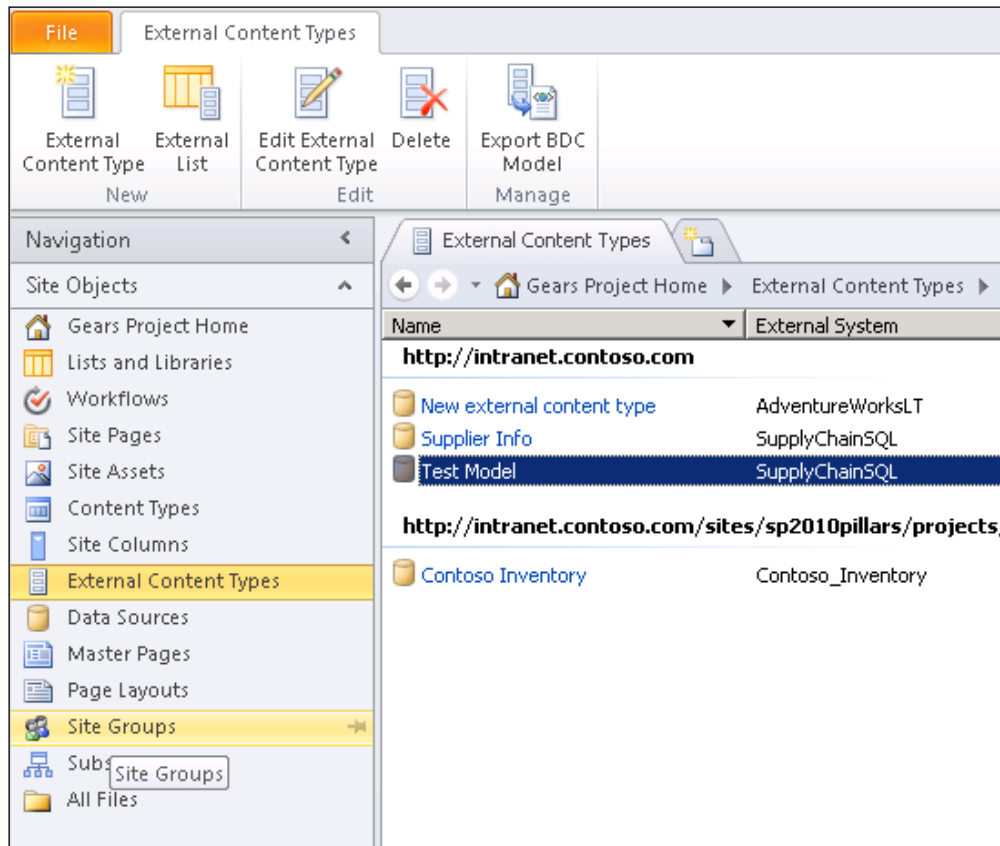 File External Content Types
External Content Type External List Edit External Content Type Delete Export BDC Model
New Edit Manage
Navigation
Site Objects
Gears Project Home
Lists and Libraries
Workflows
Site Pages
Site Assets
Content Types
Site Columns
External Content Types
Data Sources
Master Pages
Page Layouts
Site Groups
Subs
Site Groups
All Files
External Content Types
Gears Project Home External Content Types
Name External System
http://intranet.contoso.com
New external content type AdventureWorksLT
Supplier Info SupplyChainSQL
Test Model SupplyChainSQL
http://intranet.contoso.com/sites/sp2010pillars/projects,
Contoso Inventory Contoso_Inventory